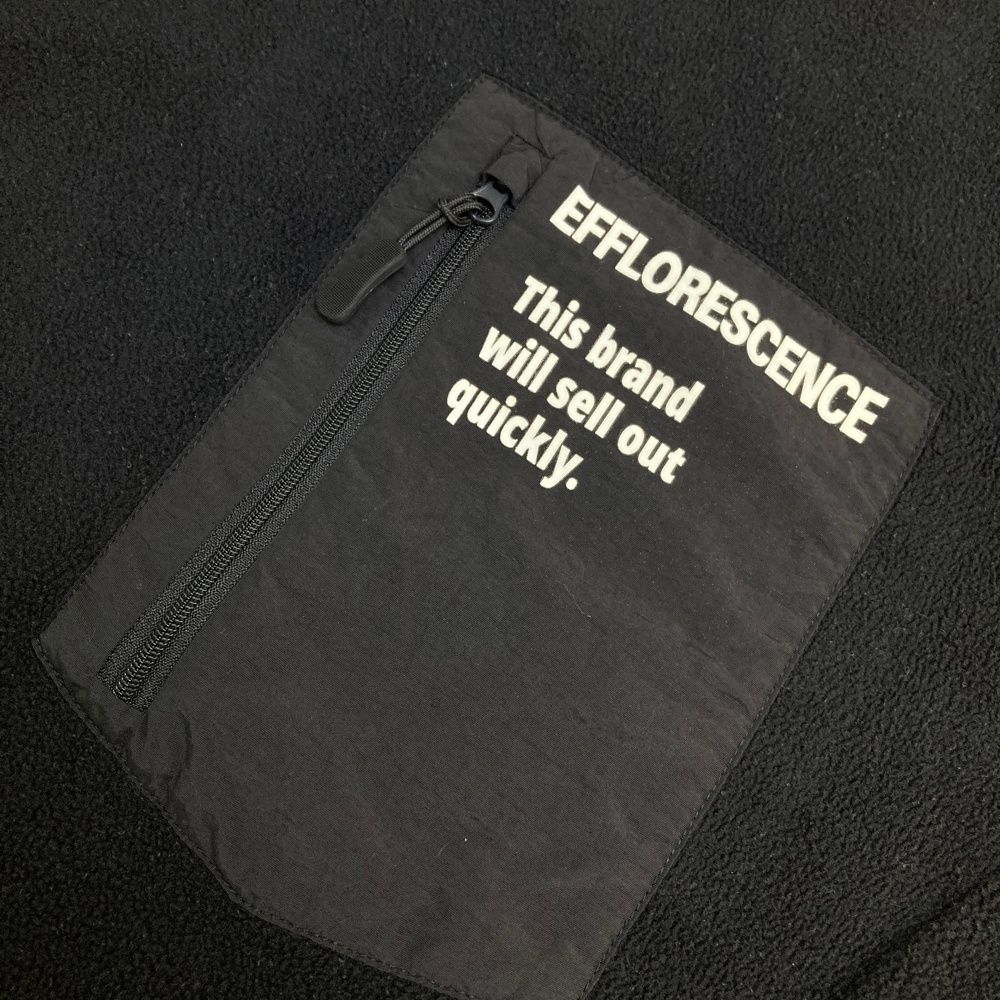 EFFLORESCENCE
This brand
will sell out
quickly.